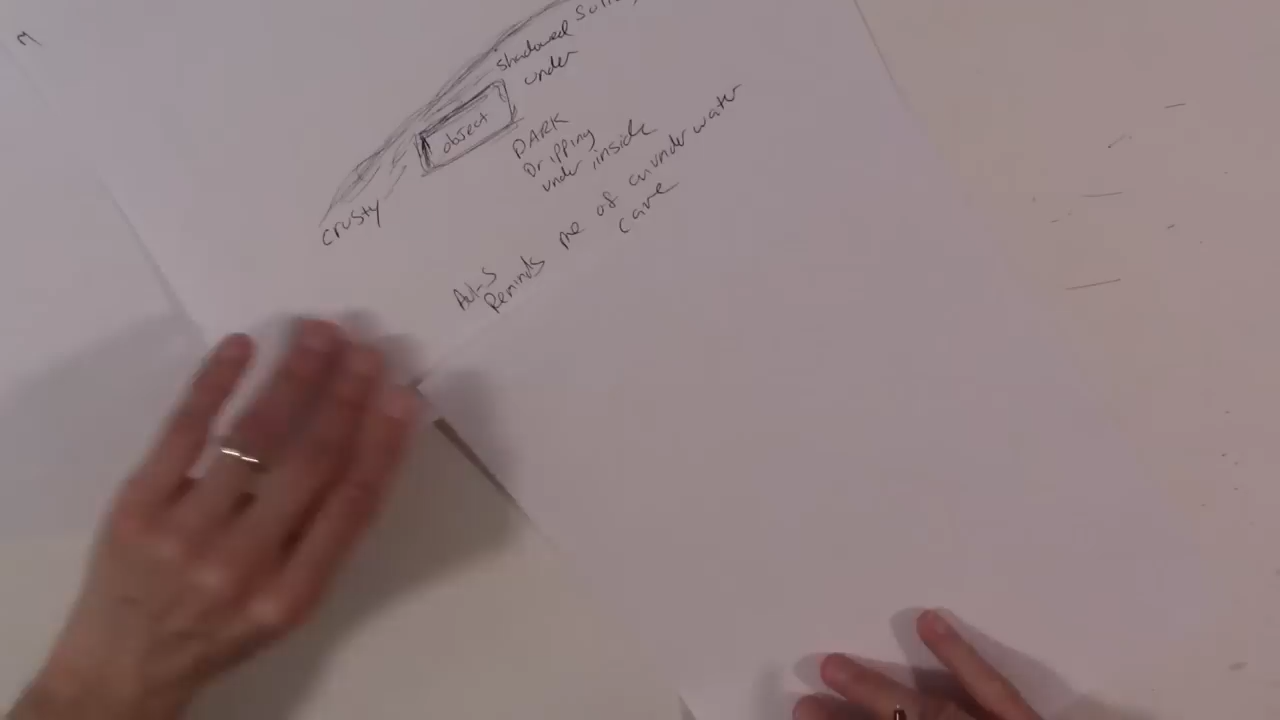 shadowed
under
object
DARK
Dripping
under inside
crusty
Reminds me of an underwater
cave